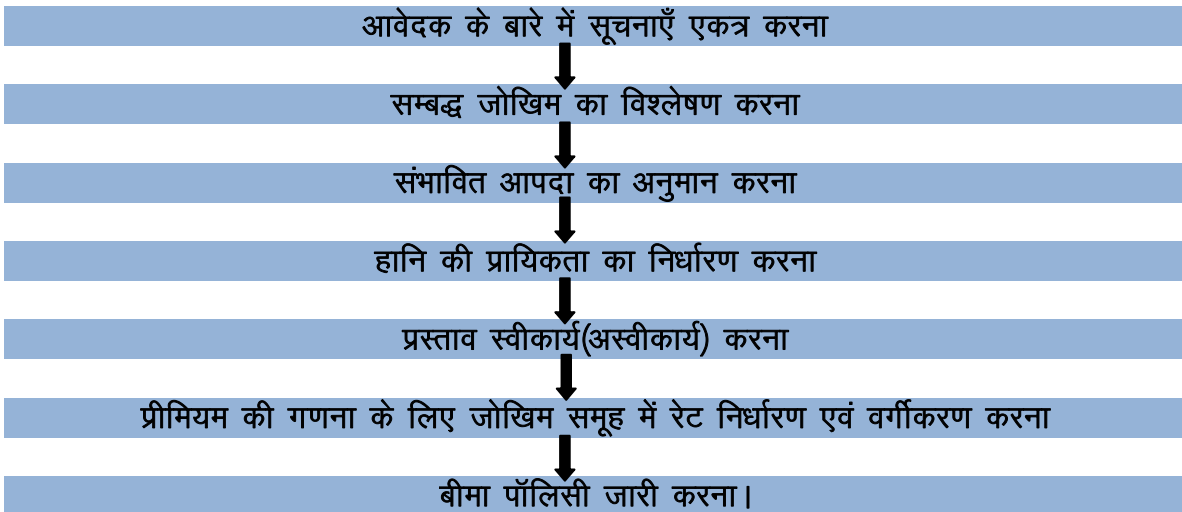 आवेदक के बारे में सूचनाएँ एकत्र करना
सम्बद्ध जोखिम का विश्लेषण करना
संभावित आपदा का अनुमान करना
हानि की प्रायिकता का निर्धारण करना
प्रस्ताव स्वीकार्य(अस्वीकार्य) करना
प्रीमियम की गणना के लिए जोखिम समूह में रेट निर्धारण एवं वर्गीकरण करना
बीमा पॉलिसी जारी करना।